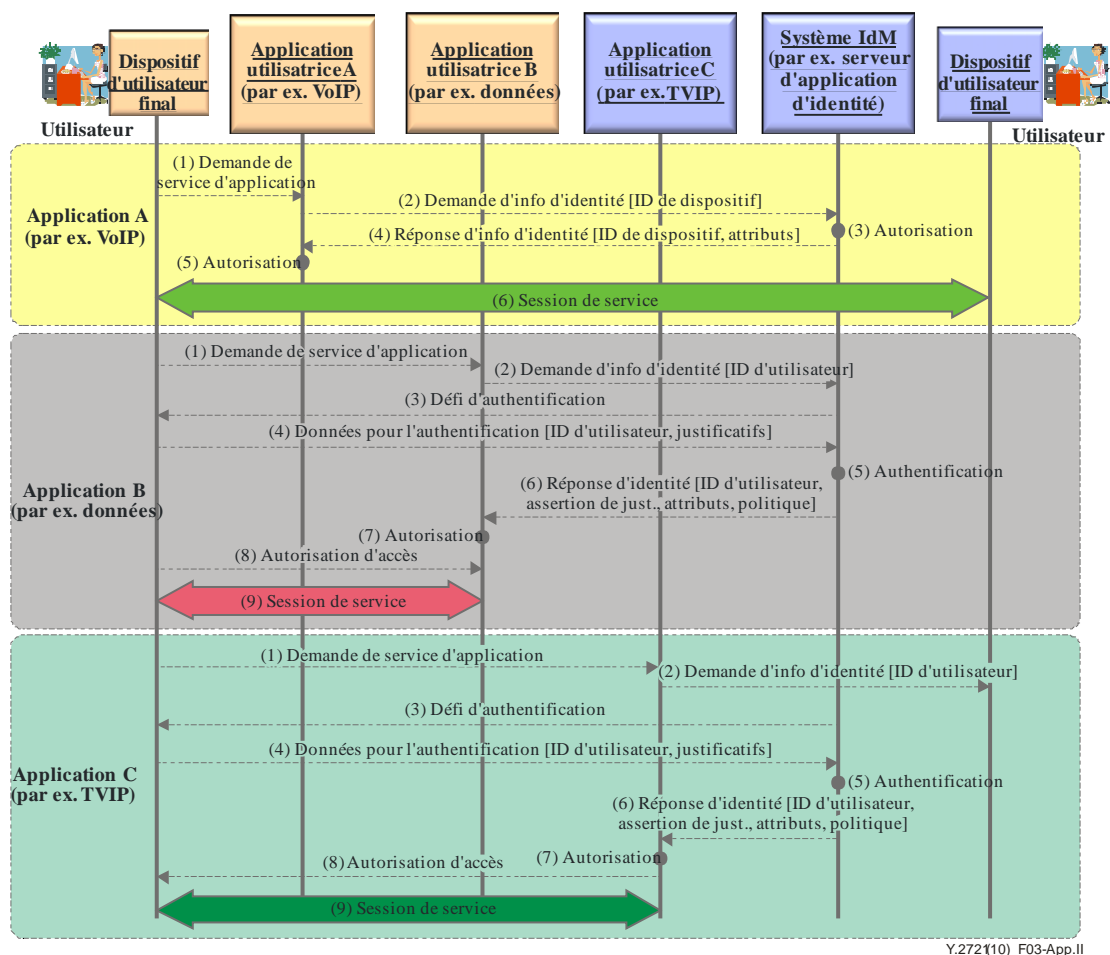 Dispositif
d'utilisateur
final
Utilisateur
Application
utilisatrice A
(par ex. VoIP)
Application
utilisatrice B
(par ex. données)
Application
utilisatrice C
(par ex. TVIP)
Système IdM
(par ex. serveur
d'application
d'identité)
Dispositif
d'utilisateur
final
Utilisateur
Application A
(par ex. VoIP)
(1) Demande de
service d'application
(2) Demande d'info d'identité [ID de dispositif]
(3) Autorisation
(4) Réponse d'info d'identité [ID de dispositif, attributs]
(5) Autorisation
(6) Session de service
Application B
(par ex. données)
(1) Demande de service d'application
(2) Demande d'info d'identité [ID d'utilisateur]
(3) Défi d'authentification
(4) Données pour l'authentification [ID d'utilisateur, justificatifs]
(5) Authentification
(6) Réponse d'identité [ID d'utilisateur,
assertion de just., attributs, politique]
(7) Autorisation
(8) Autorisation d'accès
(9) Session de service
Application C
(par ex. TVIP)
(1) Demande de service d'application
(2) Demande d'info d'identité [ID d'utilisateur]
(3) Défi d'authentification
(4) Données pour l'authentification [ID d'utilisateur, justificatifs]
(5) Authentification
(6) Réponse d'identité [ID d'utilisateur,
assertion de just., attributs, politique]
(7) Autorisation
(8) Autorisation d'accès
(9) Session de service
Y.2721(10)_F03-App.II